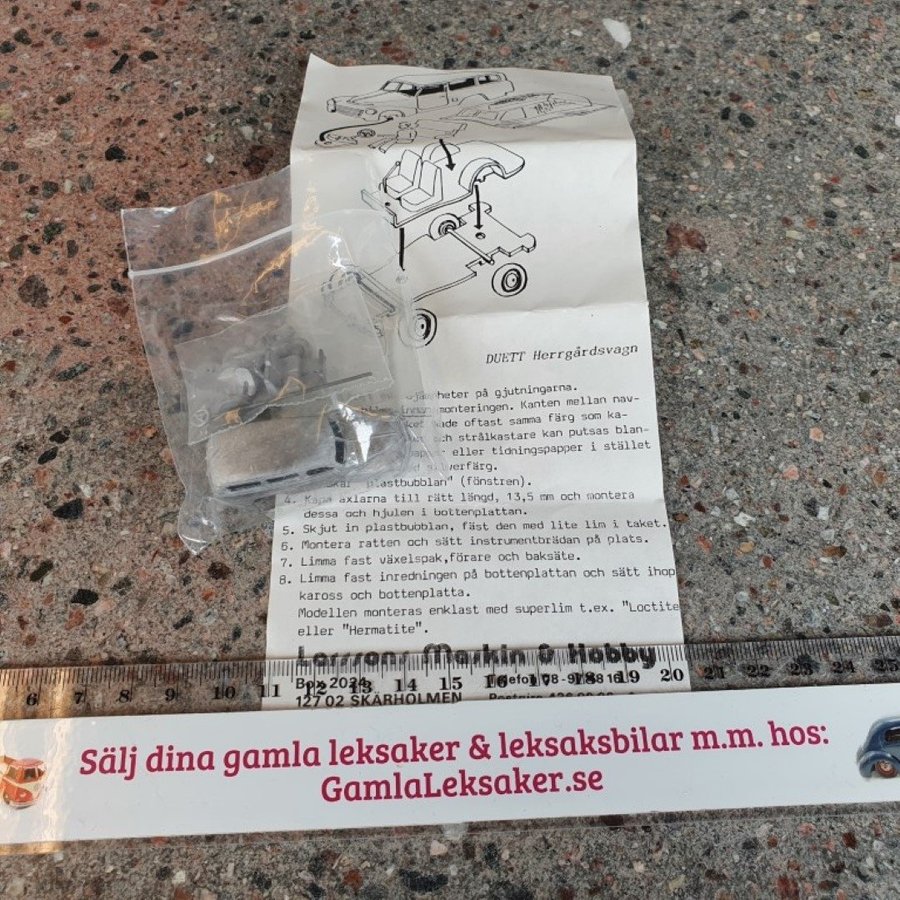 DUETT Herrgårdsvagn
på gjutningarna.
monteringen. Kanten mellan nav-
oftast samma färg som ka-
och strålkastare kan putsas blan-
eller tidningspapper i stället
silverfärg.
"plastbubblan" (fönstren).
4. Kapa axlarna till rätt längd, 13,5 mm och montera
dessa och hjulen i bottenplattan.
5. Skjut in plastbubblan, fäst den med lite lim i taket.
6. Montera ratten och sätt instrumentbrädan på plats.
7. Limma fast växelspak,förare och baksäte.
8. Limma fast inredningen på bottenplattan och sätt ihop
kaross och bottenplatta.
Modellen monteras enklast med superlim t.ex. "Loctite
eller "Hermatite".
Larssons Maskin & Hobby
Box 2024
127 02 SKÄRHOLMEN
6 7 8 9 10 11 12 13 14 15 16 17 18 19 20 21 22 23 24 25
Sälj dina gamla leksaker & leksaksbilar m.m. hos:
GamlaLeksaker.se